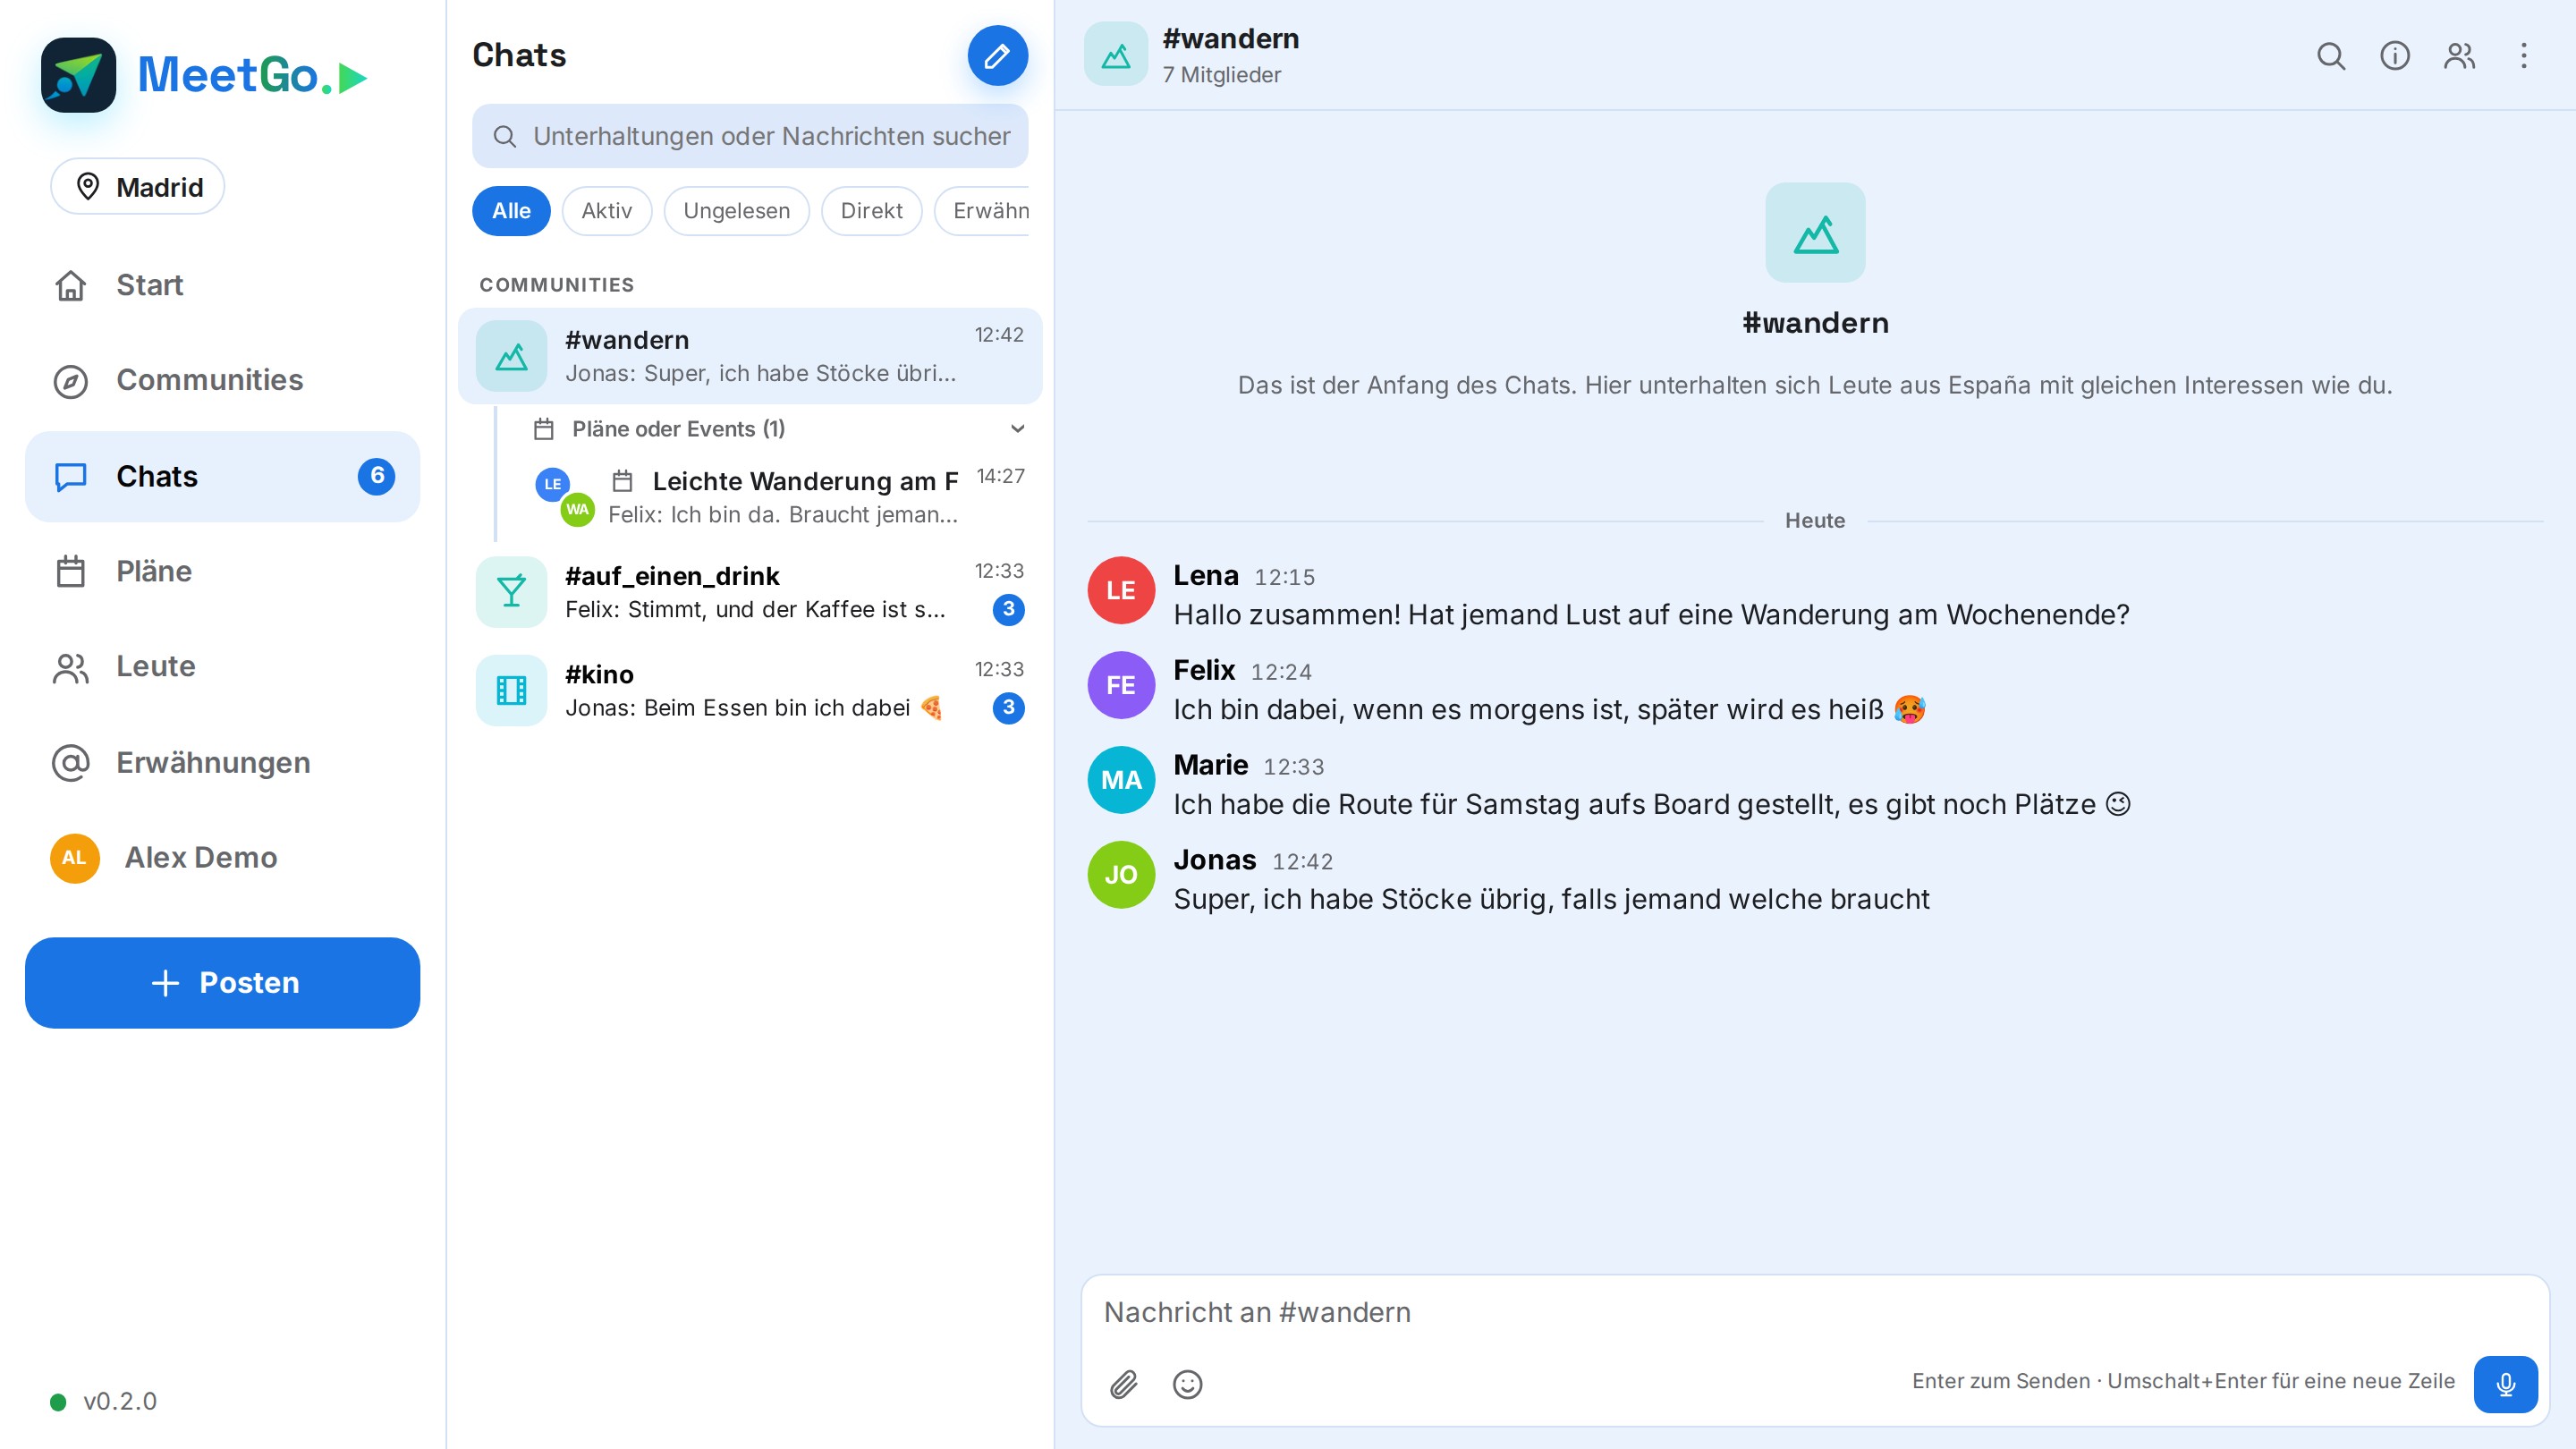 MeetGo.
Madrid
Start
Communities
Chats
6
Pläne
Leute
Erwähnungen
AL
Alex Demo
Posten
v0.2.0
Chats
Unterhaltungen oder Nachrichten sucher
Alle
Aktiv
Ungelesen
Direkt
Erwähn
COMMUNITIES
#wandern
12:42
Jonas: Super, ich habe Stöcke übri...
Pläne oder Events (1)
LE
WA
Leichte Wanderung am F
14:27
Felix: Ich bin da. Braucht jeman...
#auf_einen_drink
12:33
Felix: Stimmt, und der Kaffee ist s...
3
#kino
12:33
Jonas: Beim Essen bin ich dabei 🍕
3
#wandern
7 Mitglieder
#wandern
Das ist der Anfang des Chats. Hier unterhalten sich Leute aus España mit gleichen Interessen wie du.
Heute
LE
Lena 12:15
Hallo zusammen! Hat jemand Lust auf eine Wanderung am Wochenende?
FE
Felix 12:24
Ich bin dabei, wenn es morgens ist, später wird es heiß 🥵
MA
Marie 12:33
Ich habe die Route für Samstag aufs Board gestellt, es gibt noch Plätze 😉
JO
Jonas 12:42
Super, ich habe Stöcke übrig, falls jemand welche braucht
Nachricht an #wandern
Enter zum Senden · Umschalt+Enter für eine neue Zeile